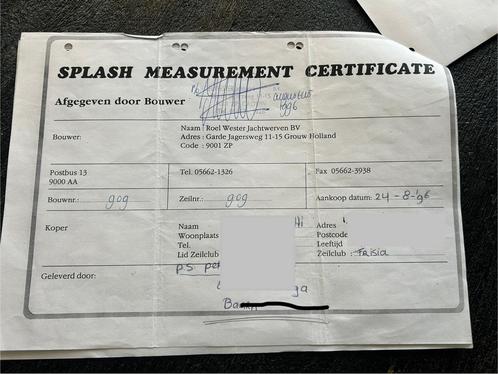 SPLASH MEASUREMENT CERTIFICATE
Afgegeven door Bouwer
augustus
1996
Bouwer:
Naam : Roel Wester Jachtwerven BV
Adres : Garde Jagersweg 11-15 Grouw Holland
Code : 9001 ZP
Postbus 13 Tel. 05662-1326 Fax 05662-3938
9000 AA
Bouwnr.: 909 Zeilnr.: 909 Aankoop datum: 24-8-'96
Koper Naam Adres
Woonplaats Postcode
Tel. Leeftijd
Lid Zeilclub : Zeilclub : Frisia
Geleverd door: p.s.